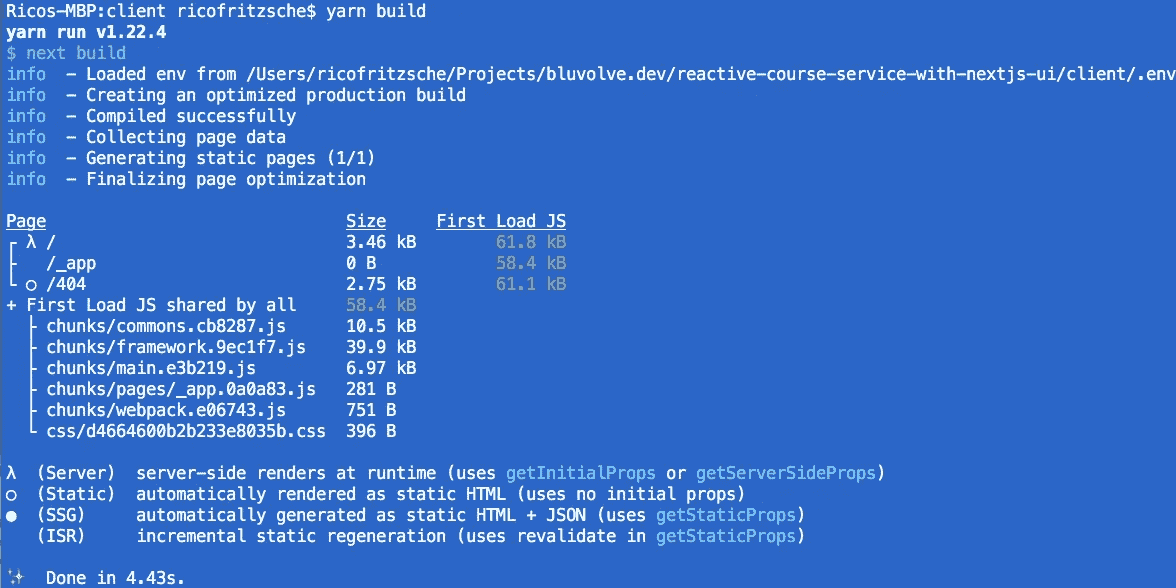 Ricos-MBP:client ricofritzsche$ yarn build
yarn run v1.22.4
$ next build
info  - Loaded env from /Users/ricofritzsche/Projects/bluvolve.dev/reactive-course-service-with-nextjs-ui/client/.env
info  - Creating an optimized production build
info  - Compiled successfully
info  - Collecting page data
info  - Generating static pages (1/1)
info  - Finalizing page optimization

Page                              Size     First Load JS
┌ λ /                             3.46 kB        61.8 kB
├   /_app                         0 B            58.4 kB
└ ○ /404                          2.75 kB        61.1 kB
+ First Load JS shared by all     58.4 kB
  ├ chunks/commons.cb8287.js      10.5 kB
  ├ chunks/framework.9ec1f7.js    39.9 kB
  ├ chunks/main.e3b219.js         6.97 kB
  ├ chunks/pages/_app.0a0a83.js   281 B
  ├ chunks/webpack.e06743.js      751 B
  └ css/d4664600b2b233e8035b.css  396 B

λ  (Server)  server-side renders at runtime (uses getInitialProps or getServerSideProps)
○  (Static)  automatically rendered as static HTML (uses no initial props)
●  (SSG)     automatically generated as static HTML + JSON (uses getStaticProps)
   (ISR)     incremental static regeneration (uses revalidate in getStaticProps)

✨  Done in 4.43s.